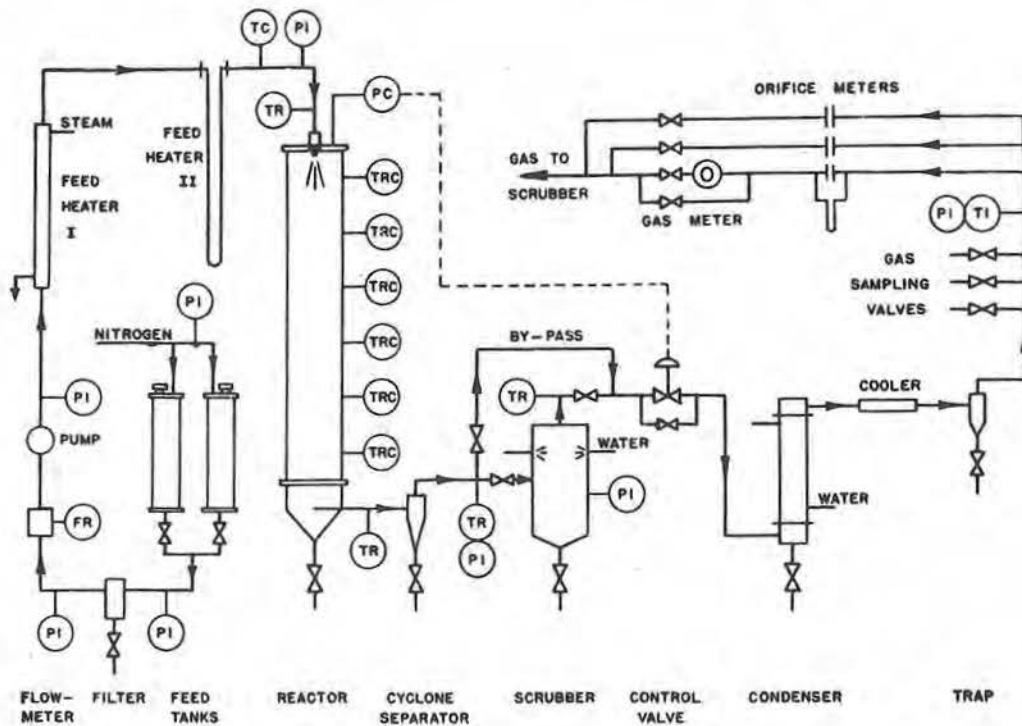 TC
PI
PC
TR
ORIFICE METERS
STEAM
FEED
HEATER
II
FEED
HEATER
I
GAS TO
SCRUBBER
GAS METER
TRC
TRC
TRC
TRC
TRC
TRC
PI
TI
GAS
SAMPLING
VALVES
PI
NITROGEN
BY-PASS
PI
PUMP
TR
COOLER
WATER
WATER
PI
FR
TR
TR
PI
PI
PI
FLOW-
METER
FILTER
FEED
TANKS
REACTOR
CYCLONE
SEPARATOR
SCRUBBER
CONTROL
VALVE
CONDENSER
TRAP